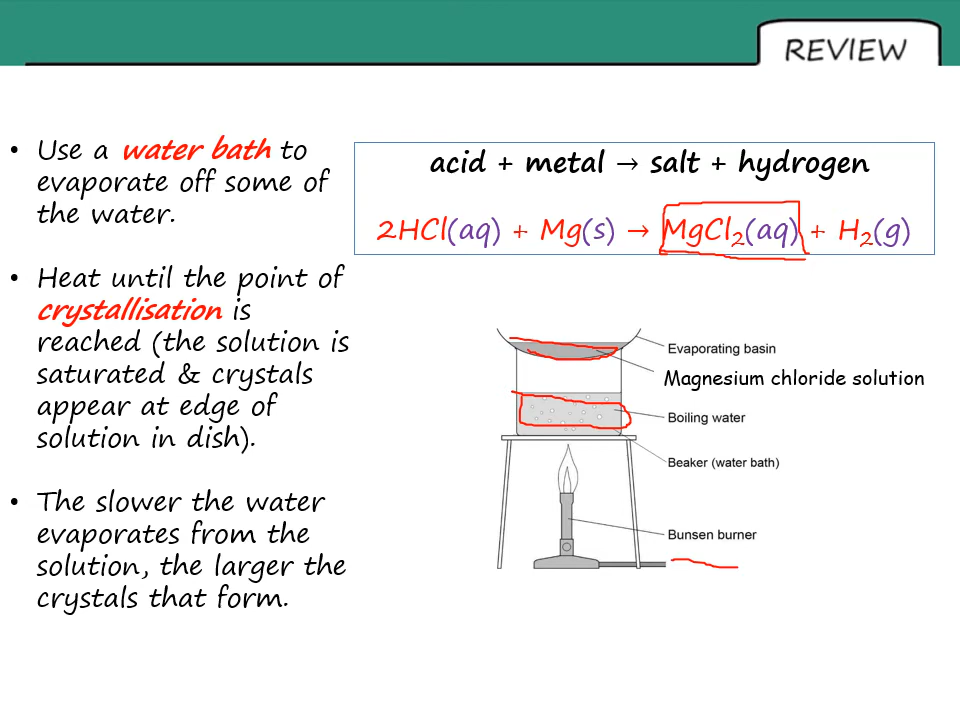 REVIEW
• Use a water bath to
evaporate off some of
the water.
• Heat until the point of
crystallisation is
reached (the solution is
saturated & crystals
appear at edge of
solution in dish).
• The slower the water
evaporates from the
solution, the larger the
crystals that form.
acid + metal → salt + hydrogen
2HCl(aq) + Mg(s) → MgCl₂(aq) + H₂(g)
Evaporating basin
Magnesium chloride solution
Boiling water
Beaker (water bath)
Bunsen burner